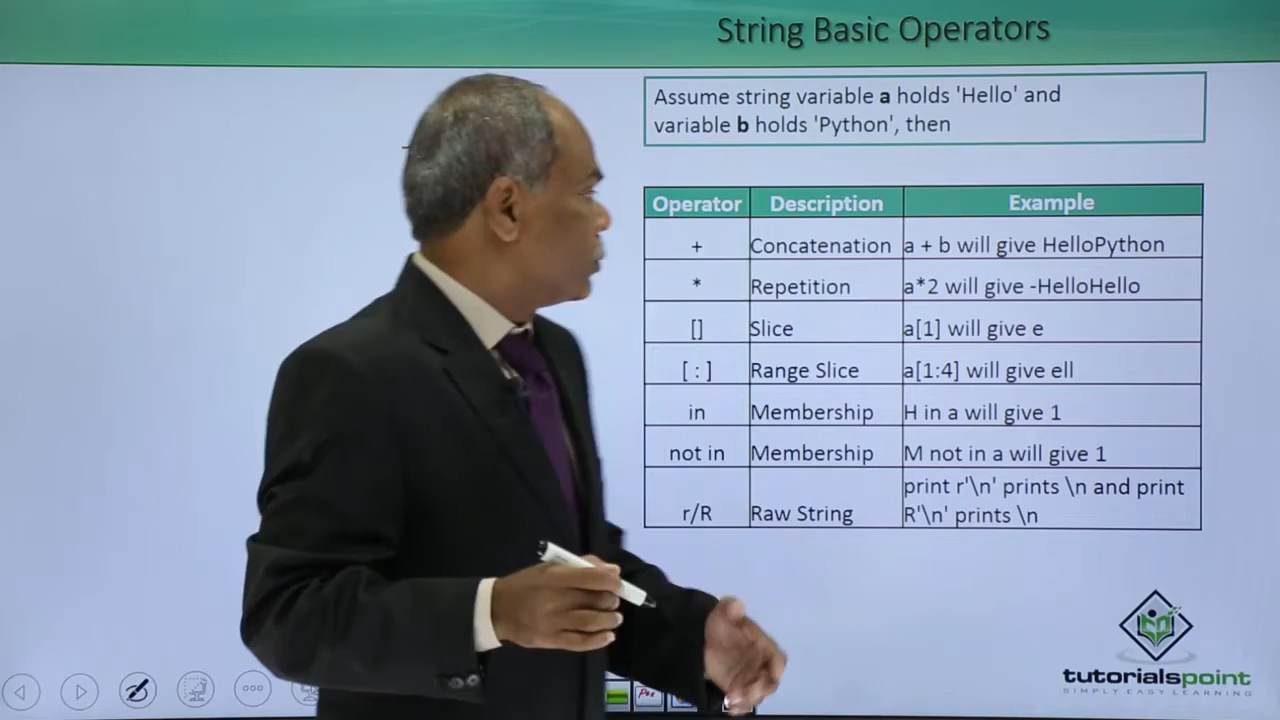 String Basic Operators
Assume string variable a holds 'Hello' and
variable b holds 'Python', then
Operator Description Example
+ Concatenation a + b will give HelloPython
* Repetition a*2 will give -HelloHello
[] Slice a[1] will give e
[ : ] Range Slice a[1:4] will give ell
in Membership H in a will give 1
not in Membership M not in a will give 1
r/R Raw String print r'\n' prints \n and print
R'\n' prints \n
tutorialspoint
SIMPLY EASY LEARNING
Pex